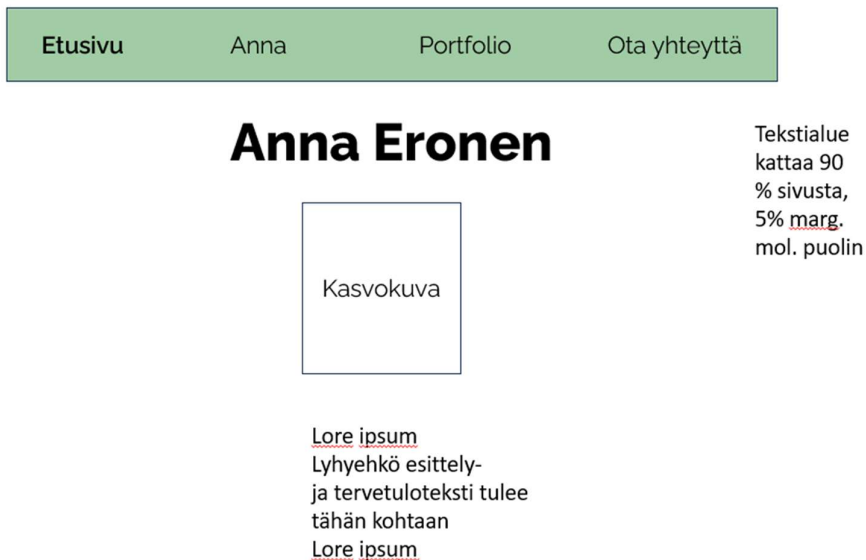 Etusivu Anna Portfolio Ota yhteyttä
Anna Eronen
Tekstialue
kattaa 90
% sivusta,
5% marg.
mol. puolin
Kasvokuva
Lore ipsum
Lyhyehkö esittely-
ja tervetuloteksti tulee
tähän kohtaan
Lore ipsum